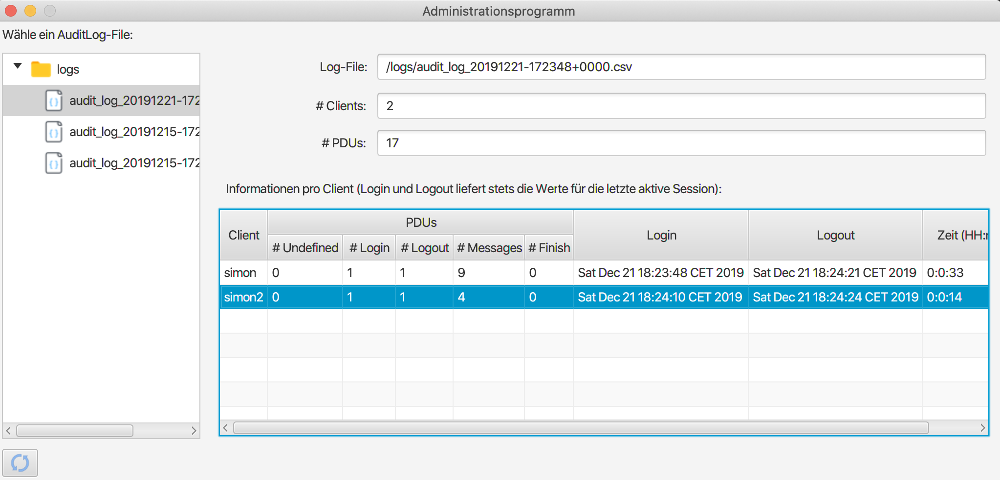 Administrationsprogramm
Wähle ein AuditLog-File:
logs
audit_log_20191221-172
audit_log_20191215-172
audit_log_20191215-172
Log-File: /logs/audit_log_20191221-172348+0000.csv
# Clients: 2
# PDUs: 17
Informationen pro Client (Login und Logout liefert stets die Werte für die letzte aktive Session):
Client PDUs Login Logout Zeit (HH:
# Undefined # Login # Logout # Messages # Finish
simon 0 1 1 9 0 Sat Dec 21 18:23:48 CET 2019 Sat Dec 21 18:24:21 CET 2019 0:0:33
simon2 0 1 1 4 0 Sat Dec 21 18:24:10 CET 2019 Sat Dec 21 18:24:24 CET 2019 0:0:14